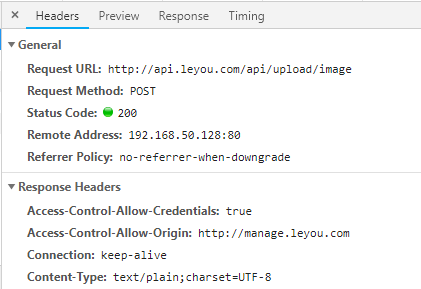 Headers Preview Response Timing
General
Request URL: http://api.leyou.com/api/upload/image
Request Method: POST
Status Code: 200
Remote Address: 192.168.50.128:80
Referrer Policy: no-referrer-when-downgrade
Response Headers
Access-Control-Allow-Credentials: true
Access-Control-Allow-Origin: http://manage.leyou.com
Connection: keep-alive
Content-Type: text/plain;charset=UTF-8